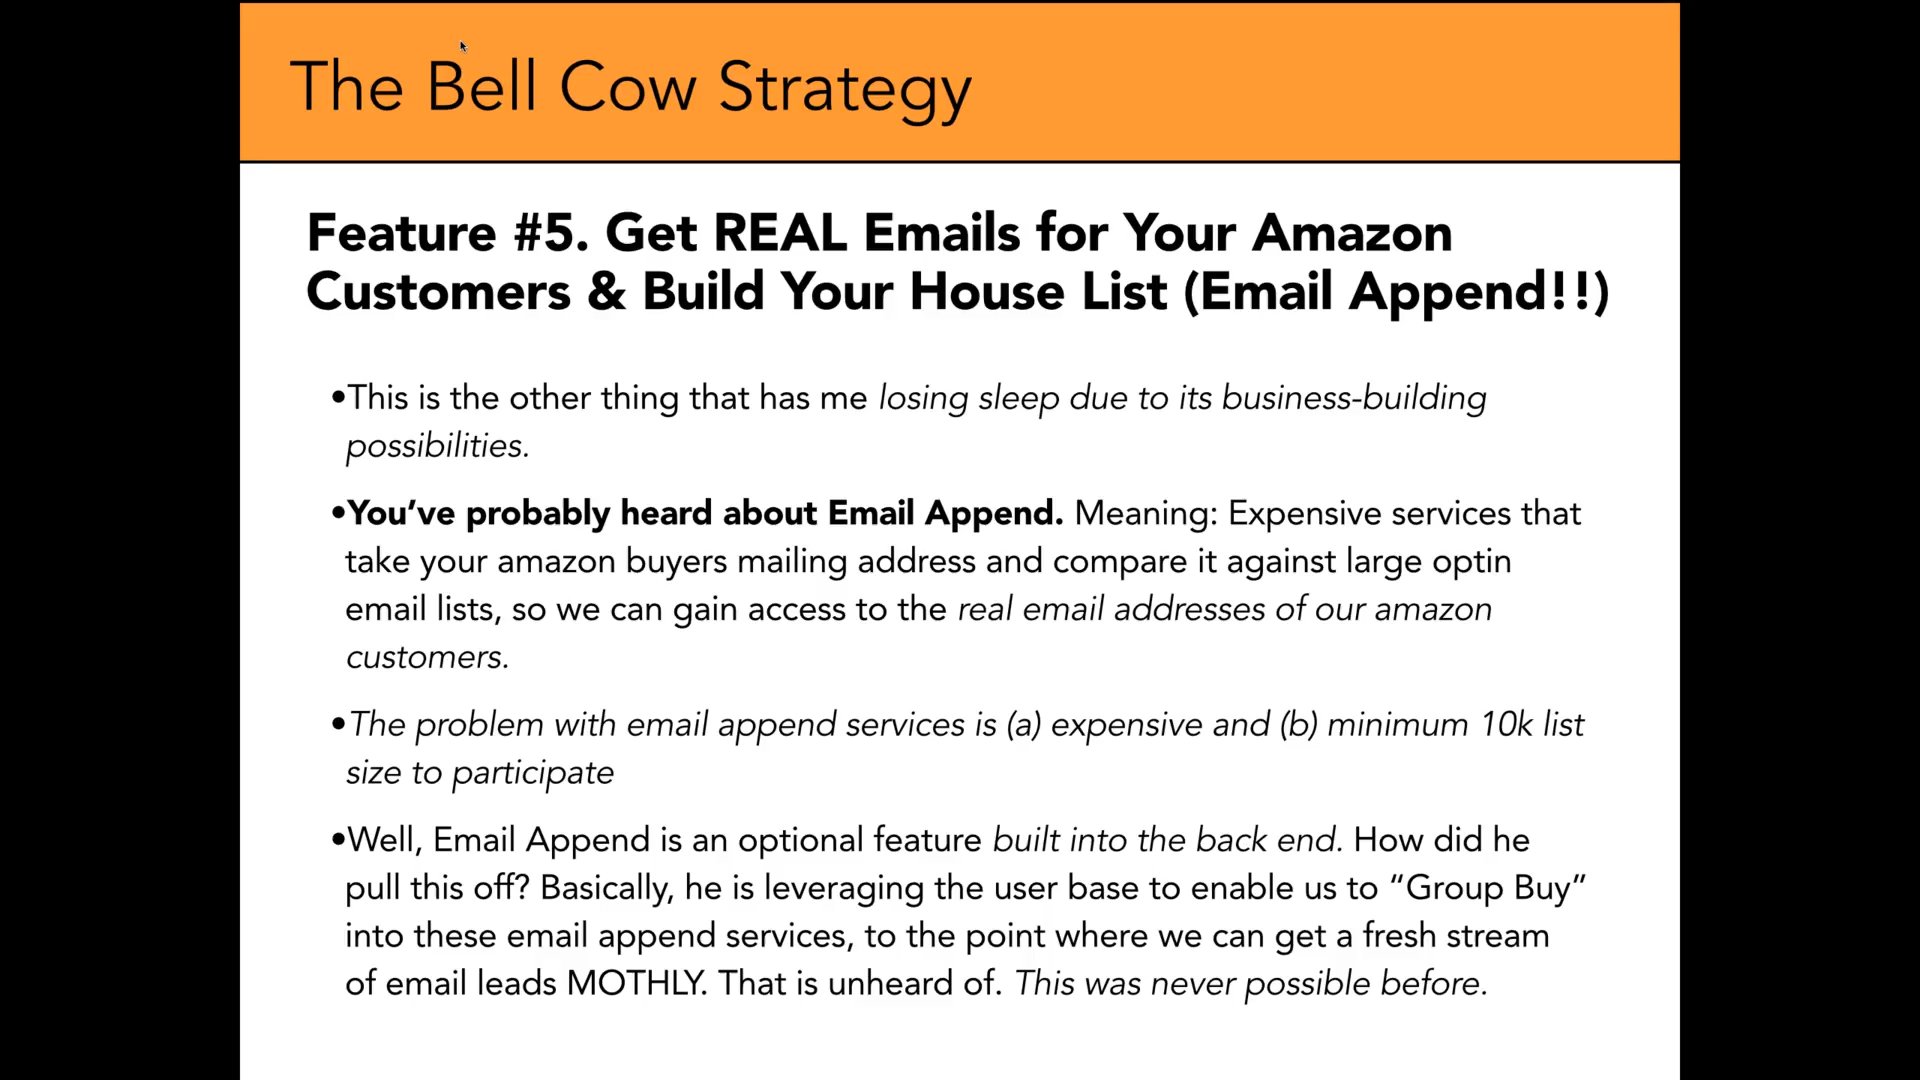 The Bell Cow Strategy
Feature #5. Get REAL Emails for Your Amazon
Customers & Build Your House List (Email Append!!)
•This is the other thing that has me losing sleep due to its business-building
possibilities.
•You’ve probably heard about Email Append. Meaning: Expensive services that
take your amazon buyers mailing address and compare it against large optin
email lists, so we can gain access to the real email addresses of our amazon
customers.
•The problem with email append services is (a) expensive and (b) minimum 10k list
size to participate
•Well, Email Append is an optional feature built into the back end. How did he
pull this off? Basically, he is leveraging the user base to enable us to “Group Buy”
into these email append services, to the point where we can get a fresh stream
of email leads MOTHLY. That is unheard of. This was never possible before.